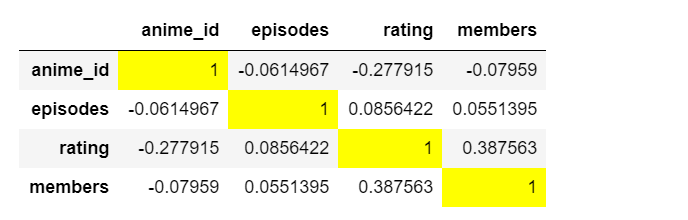 anime_id episodes rating members
anime_id 1 -0.0614967 -0.277915 -0.07959
episodes -0.0614967 1 0.0856422 0.0551395
rating -0.277915 0.0856422 1 0.387563
members -0.07959 0.0551395 0.387563 1